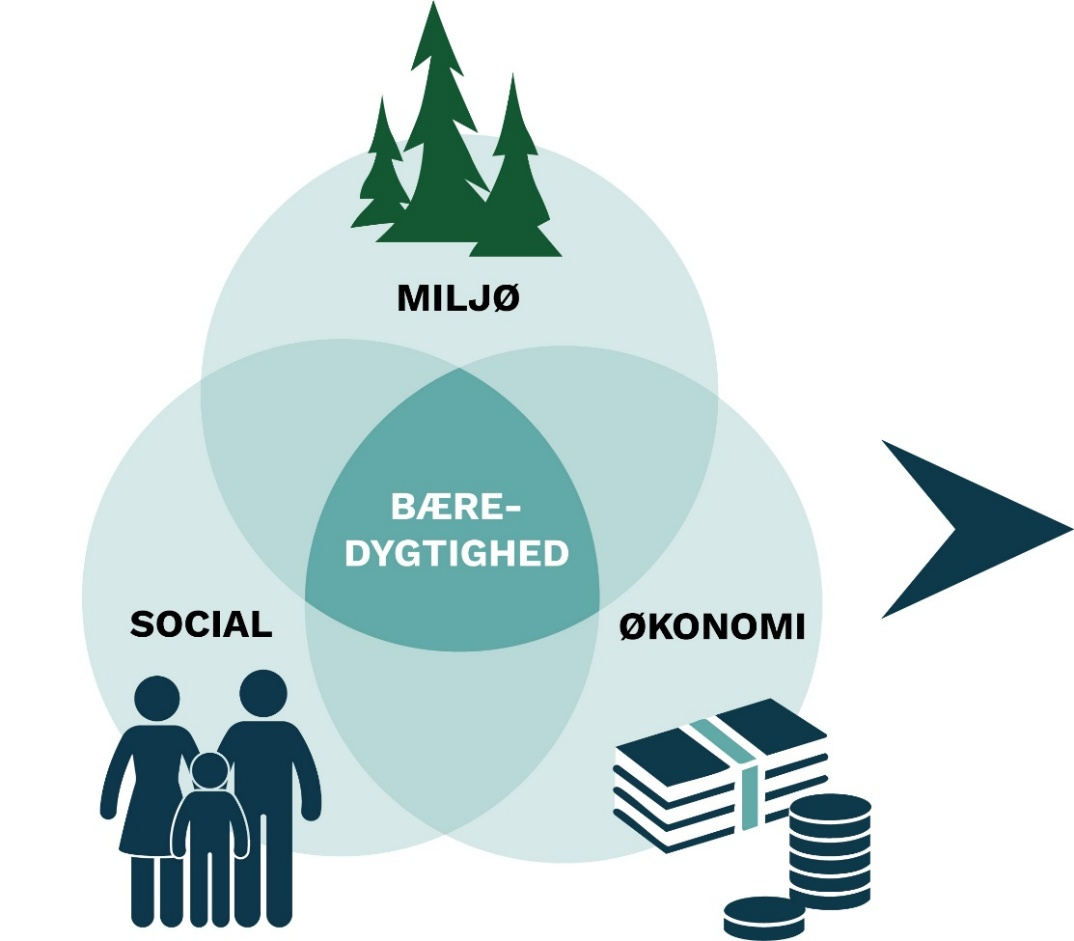 MILJØ
BÆRE-
DYGTIGHED
SOCIAL
ØKONOMI